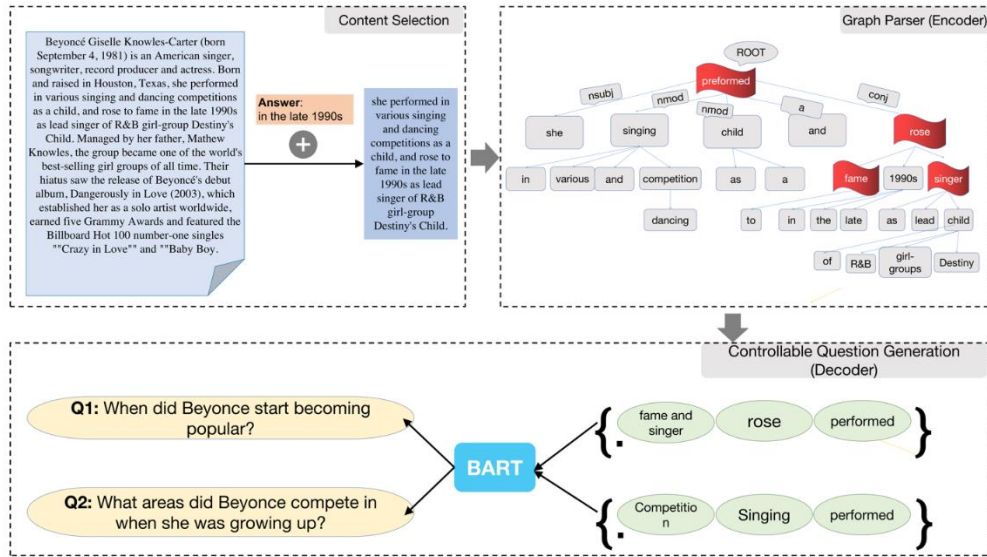 Content Selection
Beyoncé Giselle Knowles-Carter (born
September 4, 1981) is an American singer,
songwriter, record producer and actress. Born
and raised in Houston, Texas, she performed
in various singing and dancing competitions
as a child, and rose to fame in the late 1990s
as lead singer of R&B girl-group Destiny's
Child. Managed by her father, Mathew
Knowles, the group became one of the world's
best-selling girl groups of all time. Their
hiatus saw the release of Beyoncé's debut
album, Dangerously in Love (2003), which
established her as a solo artist worldwide,
earned five Grammy Awards and featured the
Billboard Hot 100 number-one singles
""Crazy in Love"" and ""Baby Boy.
Answer:
in the late 1990s
+
she performed in
various singing
and dancing
competitions as a
child, and rose to
fame in the late
1990s as lead
singer of R&B
girl-group
Destiny's Child.
Graph Parser (Encoder)
ROOT
preformed
nsubj
nmod
nmod
a
conj
she
singing
child
and
rose
in
various
and
competition
as
a
fame
1990s
singer
dancing
to
in
the
late
as
lead
child
of
R&B
girl-
groups
Destiny
Controllable Question Generation
(Decoder)
Q1: When did Beyonce start becoming
popular?
Q2: What areas did Beyonce compete in
when she was growing up?
BART
{.
fame and
singer
rose
performed
}
{.
Competitio
n
Singing
performed
}